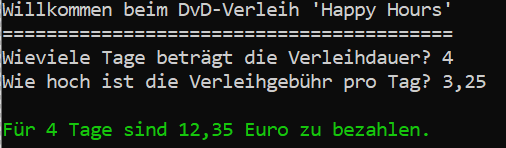 Willkommen beim DvD-Verleih 'Happy Hours'
=========================================
Wieviele Tage beträgt die Verleihdauer? 4
Wie hoch ist die Verleihgebühr pro Tag? 3,25
Für 4 Tage sind 12,35 Euro zu bezahlen.